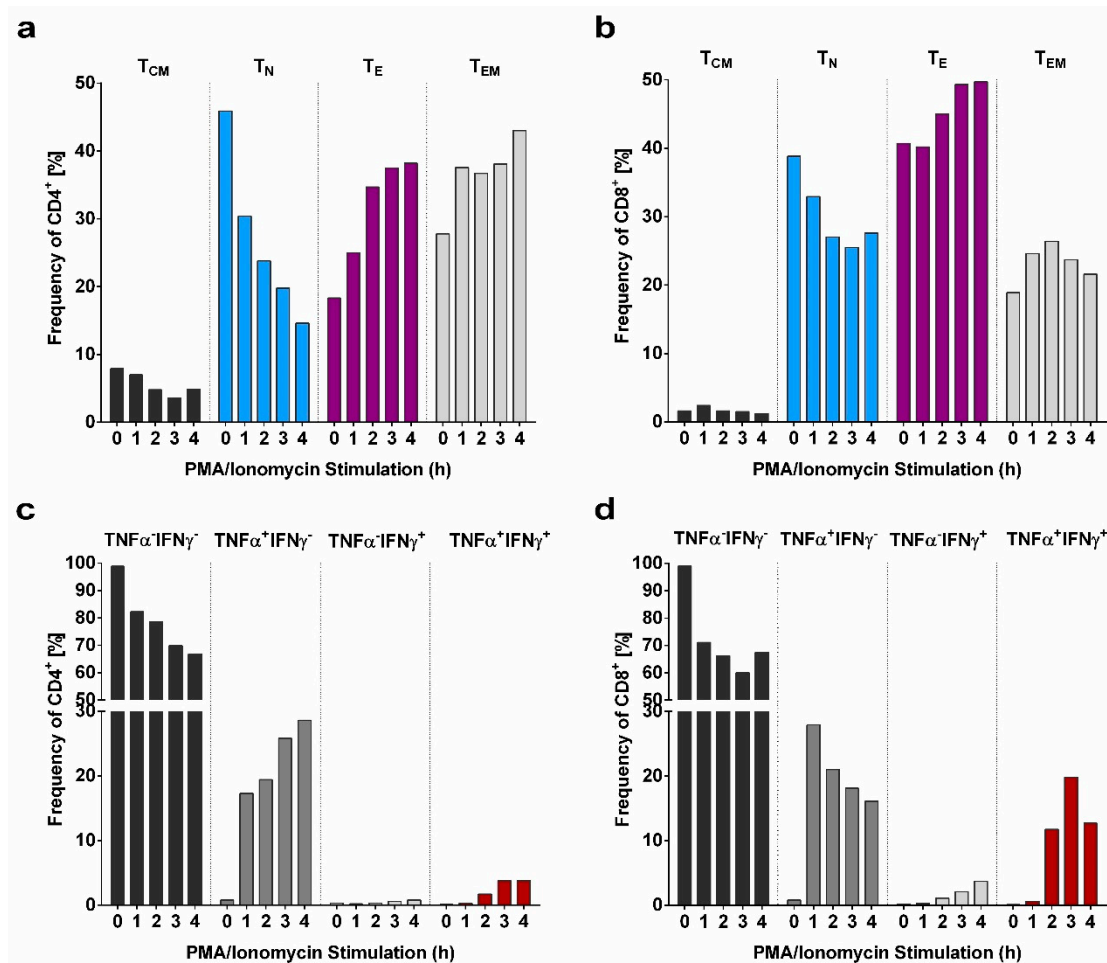 a
T_CM T_N T_E T_EM
Frequency of CD4⁺ [%]
50
40
30
20
10
0
0 1 2 3 4 0 1 2 3 4 0 1 2 3 4 0 1 2 3 4
PMA/Ionomycin Stimulation (h)
b
T_CM T_N T_E T_EM
Frequency of CD8⁺ [%]
50
40
30
20
10
0
0 1 2 3 4 0 1 2 3 4 0 1 2 3 4 0 1 2 3 4
PMA/Ionomycin Stimulation (h)
c
TNFα⁻IFNγ⁻ TNFα⁺IFNγ⁻ TNFα⁻IFNγ⁺ TNFα⁺IFNγ⁺
Frequency of CD4⁺ [%]
100
90
80
70
60
50
30
20
10
0
0 1 2 3 4 0 1 2 3 4 0 1 2 3 4 0 1 2 3 4
PMA/Ionomycin Stimulation (h)
d
TNFα⁻IFNγ⁻ TNFα⁺IFNγ⁻ TNFα⁻IFNγ⁺ TNFα⁺IFNγ⁺
Frequency of CD8⁺ [%]
100
90
80
70
60
50
30
20
10
0
0 1 2 3 4 0 1 2 3 4 0 1 2 3 4 0 1 2 3 4
PMA/Ionomycin Stimulation (h)